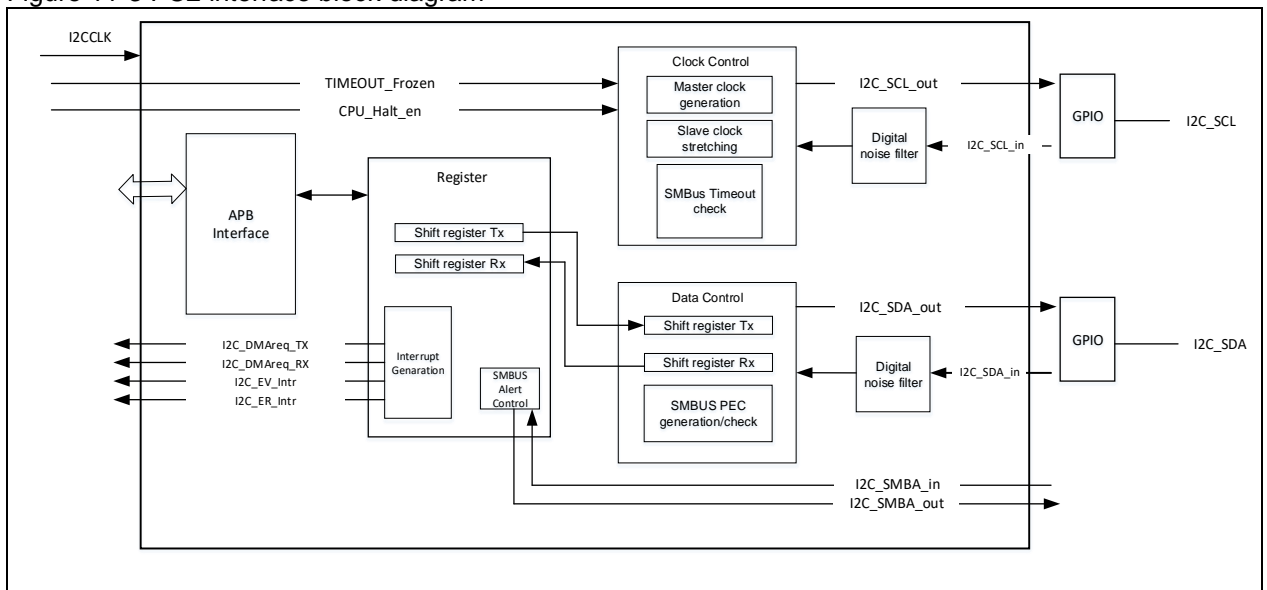 I2CCLK
TIMEOUT_Frozen
CPU_Halt_en
Clock Control
Master clock
generation
Slave clock
stretching
SMBus Timeout
check
I2C_SCL_out
Digital
noise filter
I2C_SCL_in
GPIO
I2C_SCL
APB
Interface
Register
Shift register Tx
Shift register Rx
Interrupt
Genaration
SMBUS
Alert
Control
I2C_DMAreq_TX
I2C_DMAreq_RX
I2C_EV_Intr
I2C_ER_Intr
Data Control
Shift register Tx
Shift register Rx
SMBUS PEC
generation/check
I2C_SDA_out
Digital
noise filter
I2C_SDA_in
GPIO
I2C_SDA
I2C_SMBA_in
I2C_SMBA_out